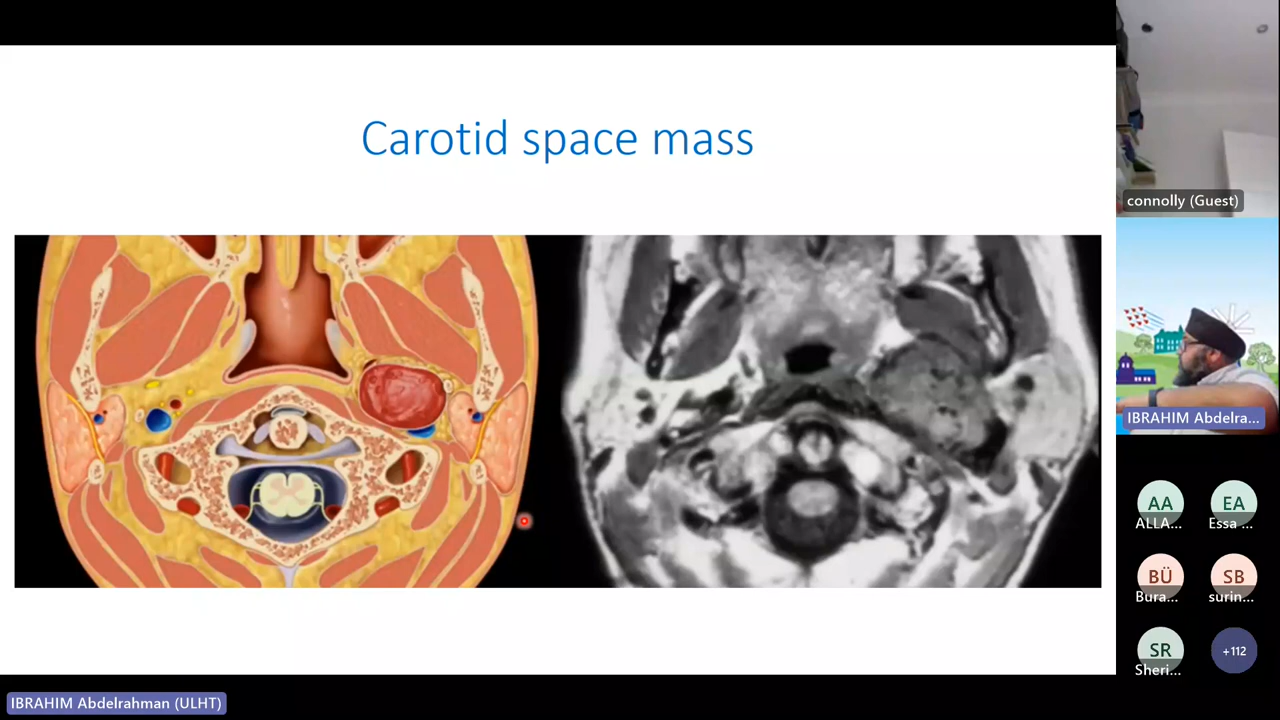 Carotid space mass
connolly (Guest)
IBRAHIM Abdelra...
AA
ALLA...
EA
Essa ...
BÜ
Bura...
SB
surin...
SR
Sheri...
+112
IBRAHIM Abdelrahman (ULHT)